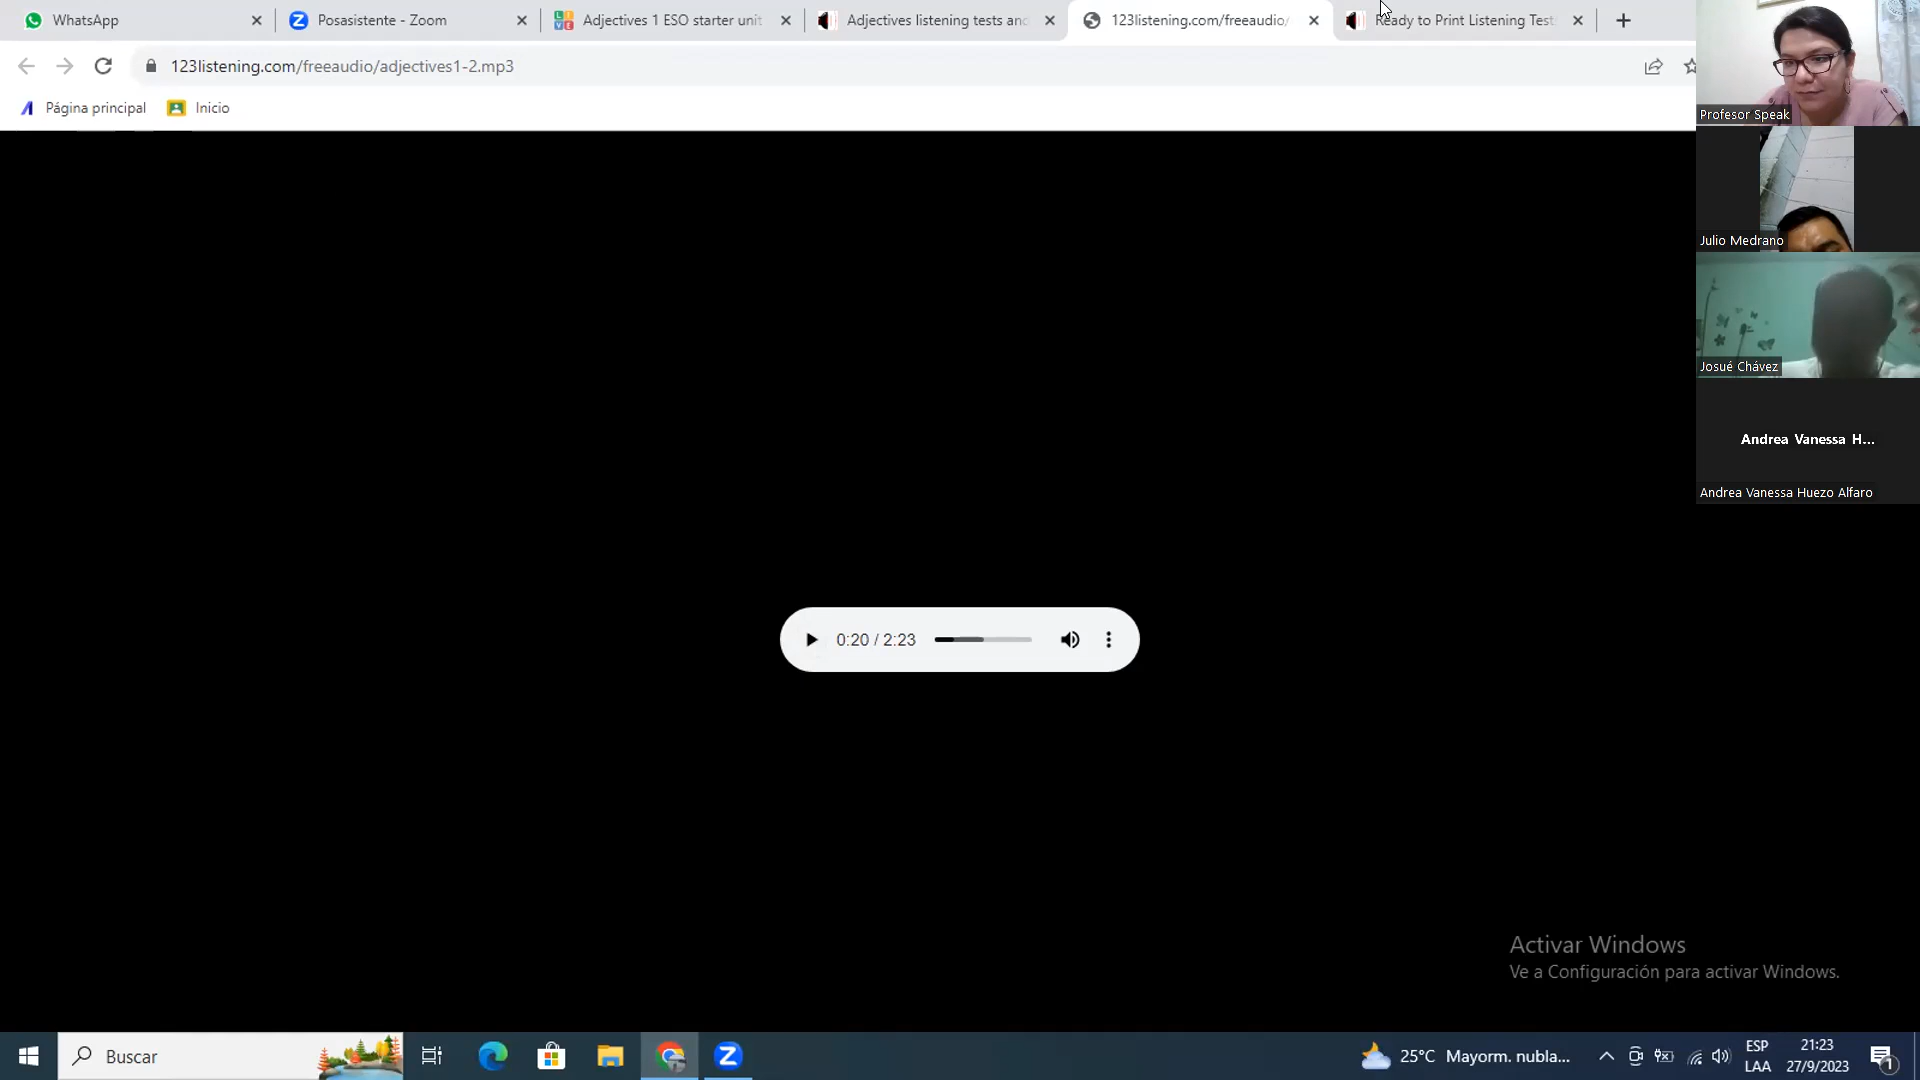 WhatsApp
Posasistente - Zoom
Adjectives 1 ESO starter unit
Adjectives listening tests and
123listening.com/freeaudio/
Ready to Print Listening Test
123listening.com/freeaudio/adjectives1-2.mp3
Página principal
Inicio
Profesor Speak
Julio Medrano
Josué Chávez
Andrea Vanessa H...
Andrea Vanessa Huezo Alfaro
0:20 / 2:23
Activar Windows
Ve a Configuración para activar Windows.
Buscar
25°C Mayorm. nubla...
ESP
LAA
21:23
27/9/2023
1